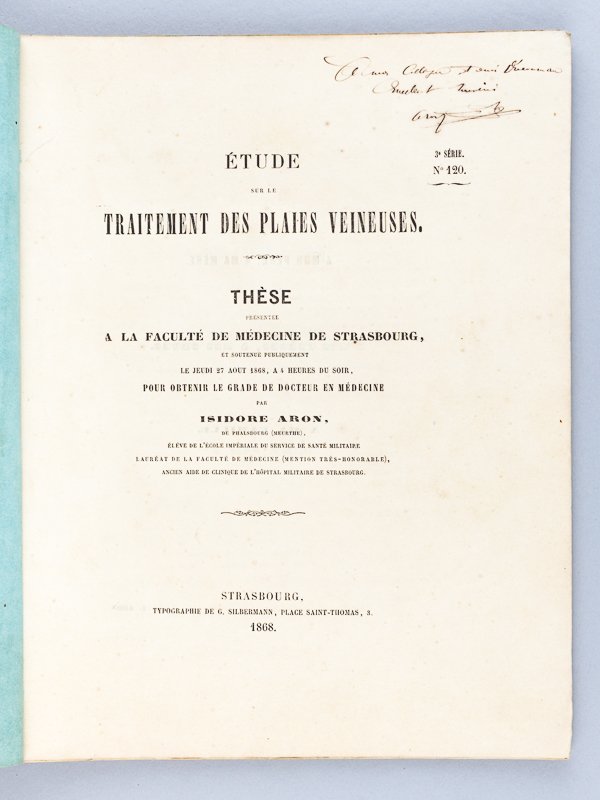 A mon
ÉTUDE
3e SÉRIE.
No 120.
SUR LE
TRAITEMENT DES PLAIES VEINEUSES.
THÈSE
PRÉSENTÉE
A LA FACULTÉ DE MÉDECINE DE STRASBOURG,
ET SOUTENUE PUBLIQUEMENT
LE JEUDI 27 AOUT 1868, A 4 HEURES DU SOIR,
POUR OBTENIR LE GRADE DE DOCTEUR EN MÉDECINE
PAR
ISIDORE ARON,
DE PHALSBOURG (MEURTHE),
ÉLÈVE DE L'ÉCOLE IMPÉRIALE DU SERVICE DE SANTÉ MILITAIRE
LAURÉAT DE LA FACULTÉ DE MÉDECINE (MENTION TRÈS-HONORABLE),
ANCIEN AIDE DE CLINIQUE DE L'HÔPITAL MILITAIRE DE STRASBOURG.
STRASBOURG,
TYPOGRAPHIE DE G. SILBERMANN, PLACE SAINT-THOMAS, 3.
1868.